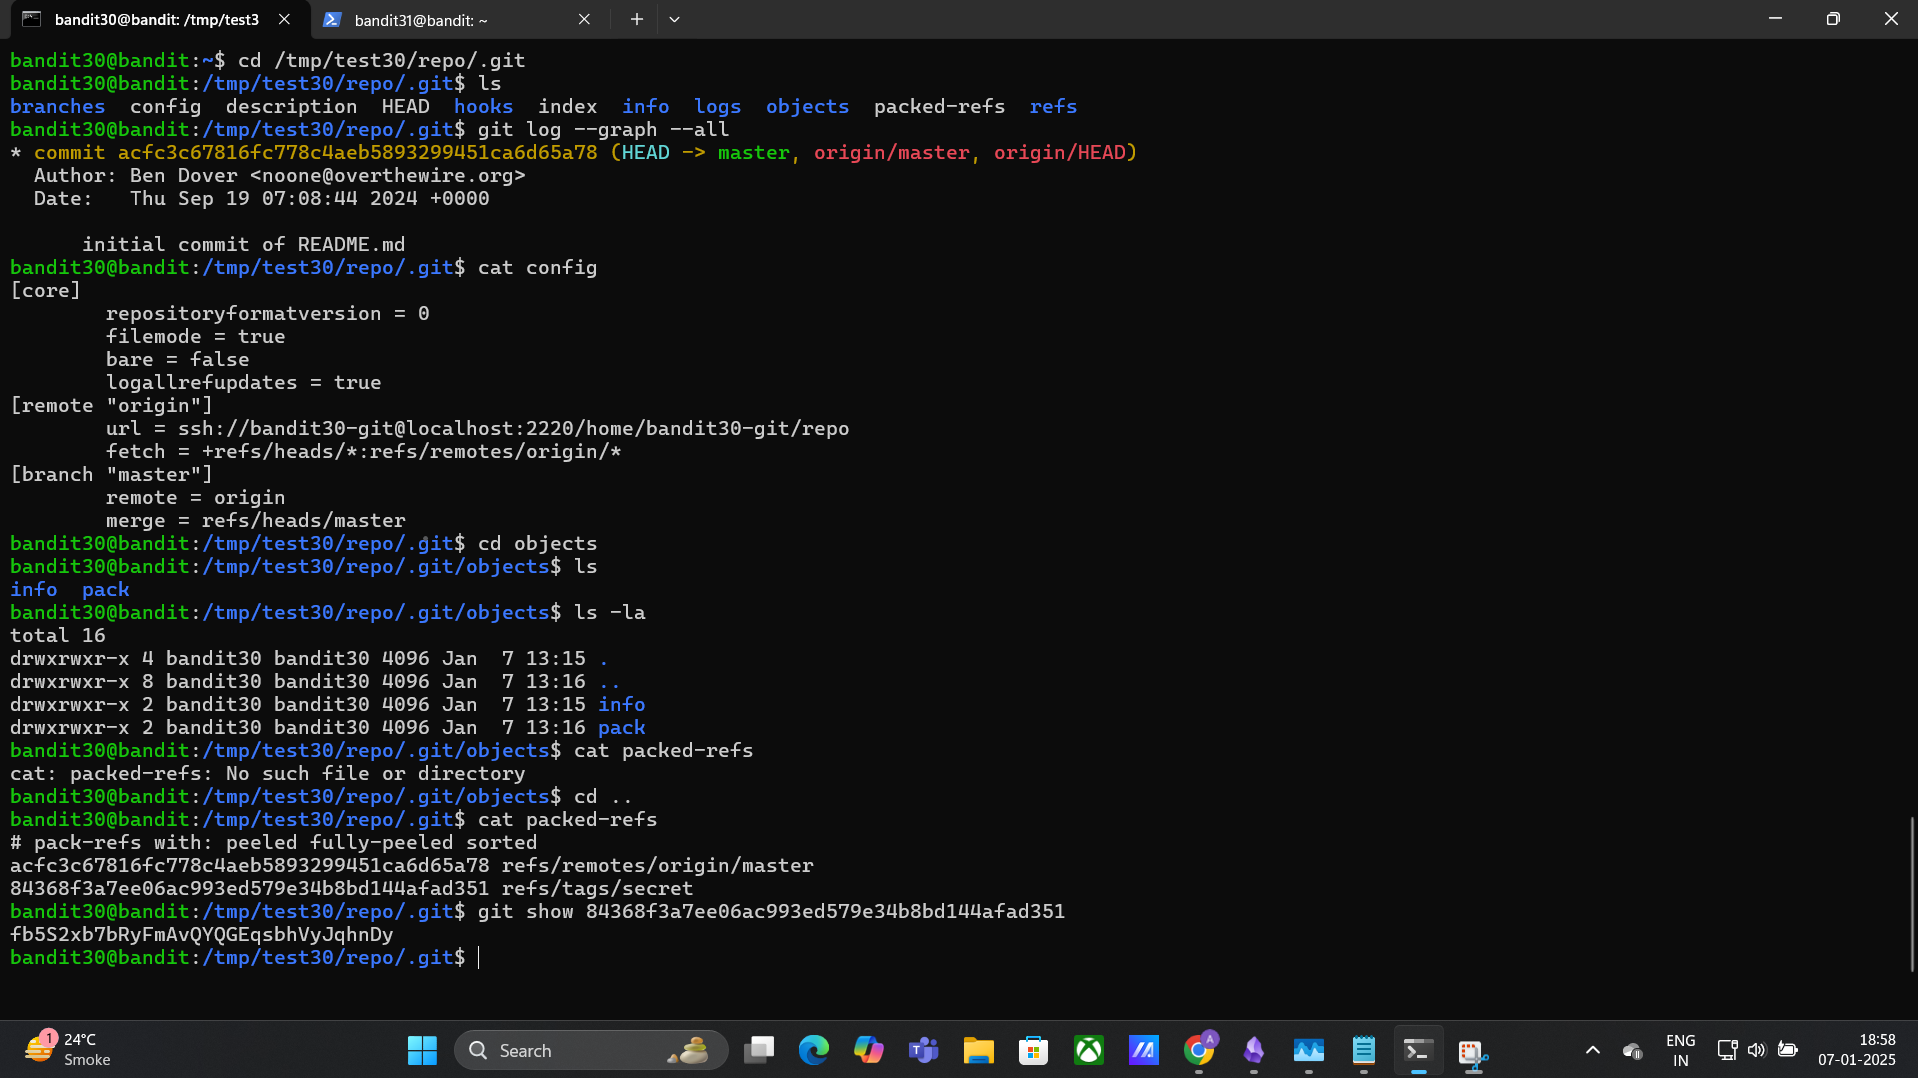 bandit30@bandit: /tmp/test3
bandit31@bandit: ~
bandit30@bandit:~$ cd /tmp/test30/repo/.git
bandit30@bandit:/tmp/test30/repo/.git$ ls
branches  config  description  HEAD  hooks  index  info  logs  objects  packed-refs  refs
bandit30@bandit:/tmp/test30/repo/.git$ git log --graph --all
* commit acfc3c67816fc778c4aeb5893299451ca6d65a78 (HEAD -> master, origin/master, origin/HEAD)
  Author: Ben Dover <noone@overthewire.org>
  Date:   Thu Sep 19 07:08:44 2024 +0000
      initial commit of README.md
bandit30@bandit:/tmp/test30/repo/.git$ cat config
[core]
        repositoryformatversion = 0
        filemode = true
        bare = false
        logallrefupdates = true
[remote "origin"]
        url = ssh://bandit30-git@localhost:2220/home/bandit30-git/repo
        fetch = +refs/heads/*:refs/remotes/origin/*
[branch "master"]
        remote = origin
        merge = refs/heads/master
bandit30@bandit:/tmp/test30/repo/.git$ cd objects
bandit30@bandit:/tmp/test30/repo/.git/objects$ ls
info  pack
bandit30@bandit:/tmp/test30/repo/.git/objects$ ls -la
total 16
drwxrwxr-x 4 bandit30 bandit30 4096 Jan  7 13:15 .
drwxrwxr-x 8 bandit30 bandit30 4096 Jan  7 13:16 ..
drwxrwxr-x 2 bandit30 bandit30 4096 Jan  7 13:15 info
drwxrwxr-x 2 bandit30 bandit30 4096 Jan  7 13:16 pack
bandit30@bandit:/tmp/test30/repo/.git/objects$ cat packed-refs
cat: packed-refs: No such file or directory
bandit30@bandit:/tmp/test30/repo/.git/objects$ cd ..
bandit30@bandit:/tmp/test30/repo/.git$ cat packed-refs
# pack-refs with: peeled fully-peeled sorted
acfc3c67816fc778c4aeb5893299451ca6d65a78 refs/remotes/origin/master
84368f3a7ee06ac993ed579e34b8bd144afad351 refs/tags/secret
bandit30@bandit:/tmp/test30/repo/.git$ git show 84368f3a7ee06ac993ed579e34b8bd144afad351
fb5S2xb7bRyFmAvQYQGEqsbhVyJqhnDy
bandit30@bandit:/tmp/test30/repo/.git$
1
24°C
Smoke
Search
A
ENG
IN
18:58
07-01-2025